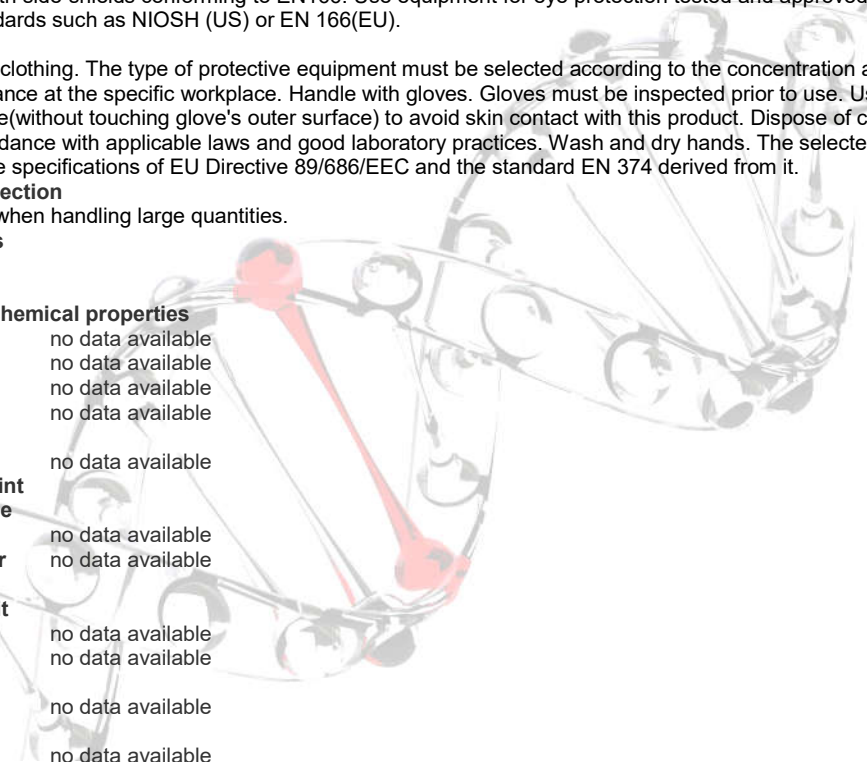 side shields conforming to EN166. Use equipment for eye protection tested and approved
dards such as NIOSH (US) or EN 166(EU).
clothing. The type of protective equipment must be selected according to the concentration a
ance at the specific workplace. Handle with gloves. Gloves must be inspected prior to use. Us
e(without touching glove's outer surface) to avoid skin contact with this product. Dispose of c
dance with applicable laws and good laboratory practices. Wash and dry hands. The selecte
e specifications of EU Directive 89/686/EEC and the standard EN 374 derived from it.
ection
when handling large quantities.
s
hemical properties
no data available
no data available
no data available
no data available
no data available
int
e
no data available
r no data available
t
no data available
no data available
no data available
no data available